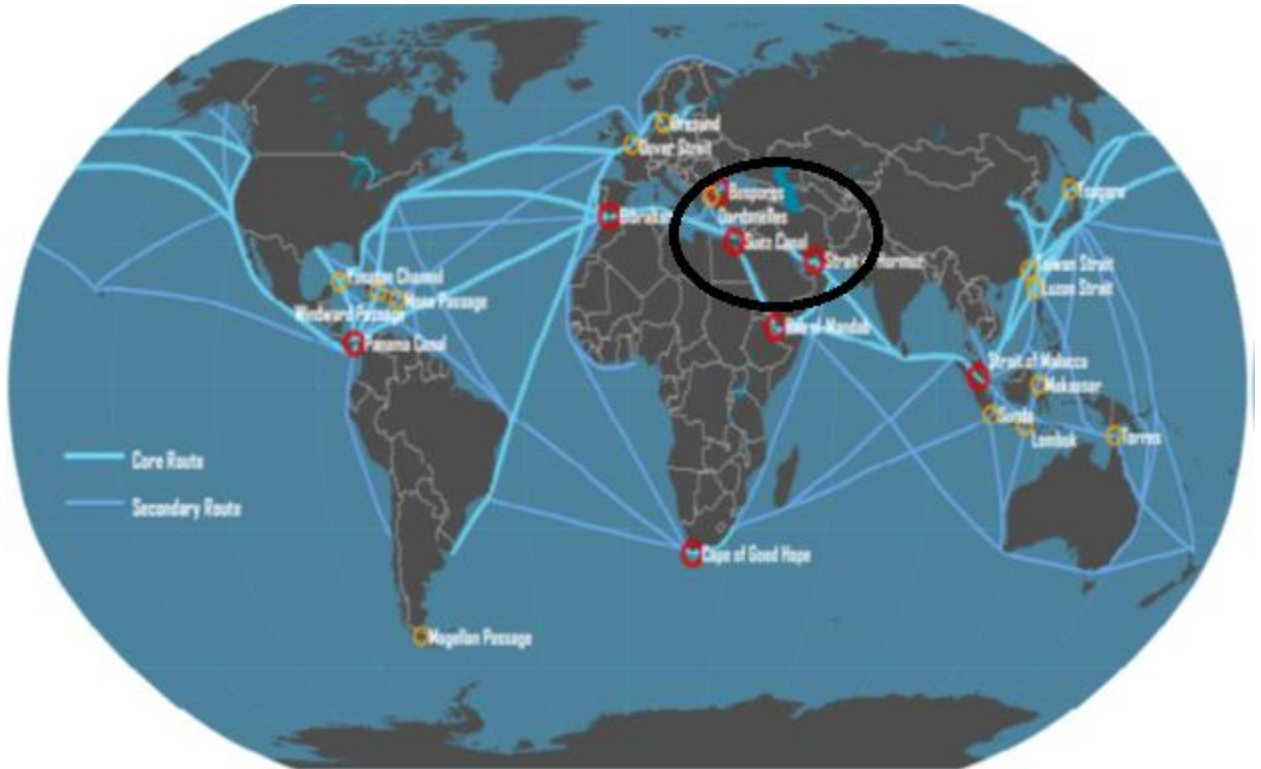 Oresund
Dover Strait
Bosporus
Dardanelles
Gibraltar
Suez Canal
Strait of Hormuz
Tsugaru
Taiwan Strait
Luzon Strait
Yucatan Channel
Mona Passage
Windward Passage
Panama Canal
Bab el-Mandab
Strait of Malacca
Makassar
Sunda
Lombok
Torres
Core Route
Secondary Route
Cape of Good Hope
Magellan Passage